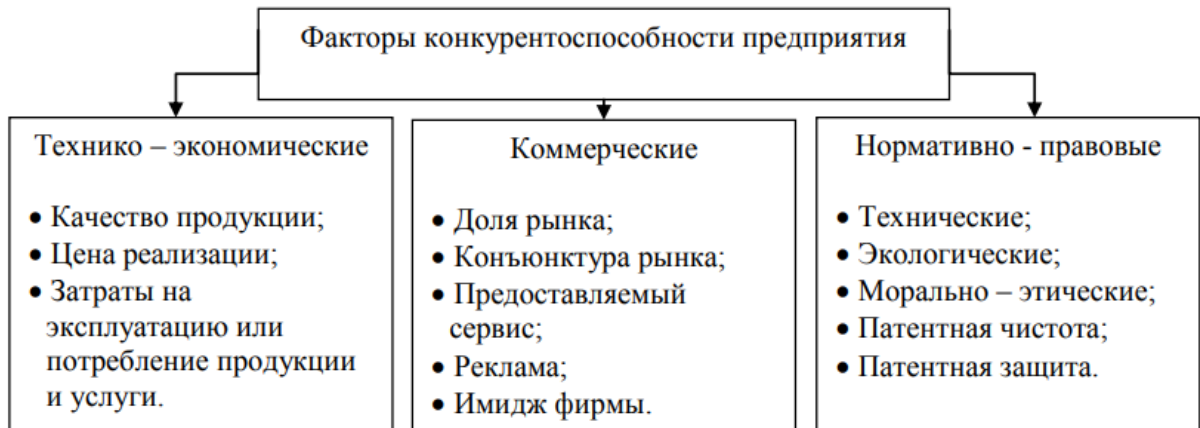 Факторы конкурентоспособности предприятия
Технико – экономические
• Качество продукции;
• Цена реализации;
• Затраты на
эксплуатацию или
потребление продукции
и услуги.
Коммерческие
• Доля рынка;
• Конъюнктура рынка;
• Предоставляемый
сервис;
• Реклама;
• Имидж фирмы.
Нормативно - правовые
• Технические;
• Экологические;
• Морально – этические;
• Патентная чистота;
• Патентная защита.